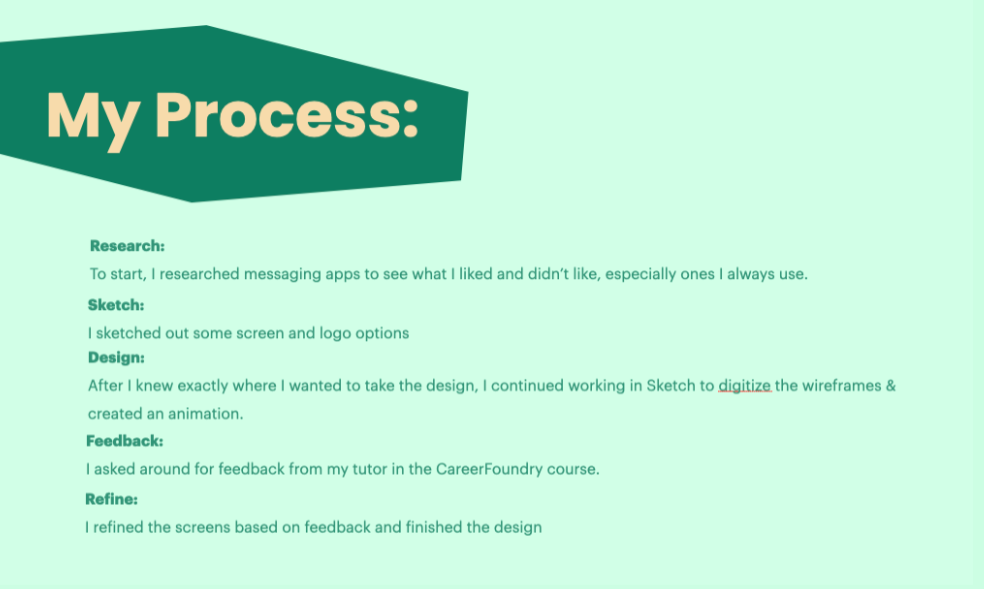 My Process:
Research:
To start, I researched messaging apps to see what I liked and didn’t like, especially ones I always use.
Sketch:
I sketched out some screen and logo options
Design:
After I knew exactly where I wanted to take the design, I continued working in Sketch to digitize the wireframes &
created an animation.
Feedback:
I asked around for feedback from my tutor in the CareerFoundry course.
Refine:
I refined the screens based on feedback and finished the design